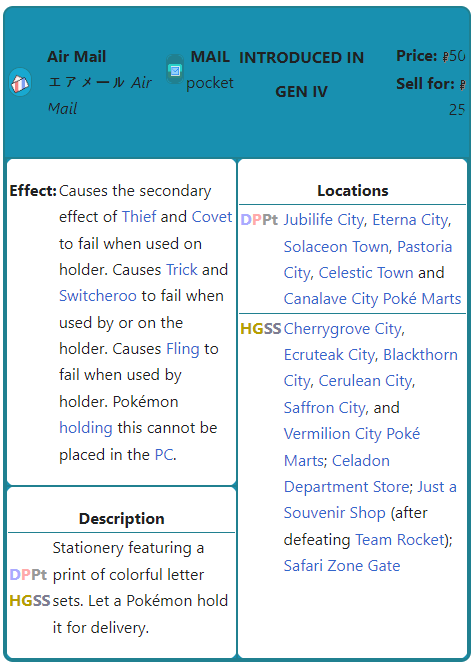 Air Mail
エアメール Air
Mail
MAIL
pocket
INTRODUCED IN
GEN IV
Price: ₽50
Sell for: ₽
25
Effect: Causes the secondary
effect of Thief and Covet
to fail when used on
holder. Causes Trick and
Switcheroo to fail when
used by or on the
holder. Causes Fling to
fail when used by
holder. Pokémon
holding this cannot be
placed in the PC.
Description
DPPt
HGSS
Stationery featuring a
print of colorful letter
sets. Let a Pokémon hold
it for delivery.
Locations
DPPt Jubilife City, Eterna City,
Solaceon Town, Pastoria
City, Celestic Town and
Canalave City Poké Marts
HGSS Cherrygrove City,
Ecruteak City, Blackthorn
City, Cerulean City,
Saffron City, and
Vermilion City Poké
Marts; Celadon
Department Store; Just a
Souvenir Shop (after
defeating Team Rocket);
Safari Zone Gate